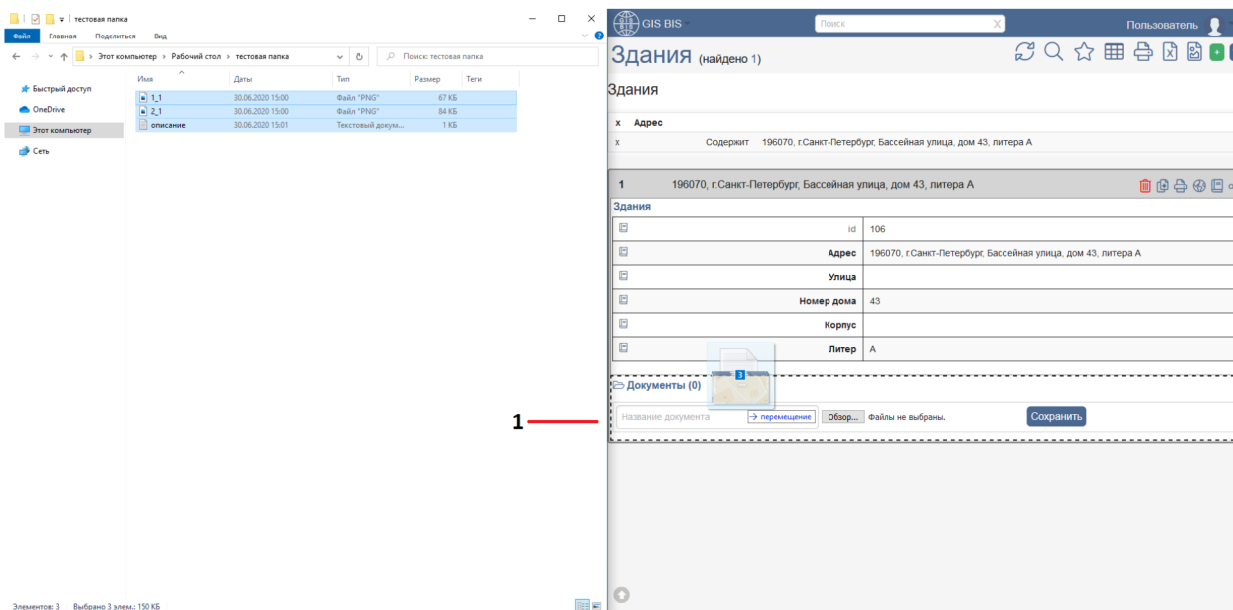 тестовая папка
Файл Главная Поделиться Вид
Этот компьютер > Рабочий стол > тестовая папка
Поиск: тестовая папка
Имя Даты Тип Размер Теги
Быстрый доступ
OneDrive
Этот компьютер
Сеть
1_1 30.06.2020 15:00 Файл "PNG" 67 КБ
2_1 30.06.2020 15:00 Файл "PNG" 84 КБ
описание 30.06.2020 15:01 Текстовый докум... 1 КБ
Элементов: 3 Выбрано 3 элем.: 150 КБ
1
GIS BIS
Поиск X
Пользователь
Здания (найдено 1)
Здания
x Адрес
x Содержит 196070, г.Санкт-Петербург, Бассейная улица, дом 43, литера А
1 196070, г.Санкт-Петербург, Бассейная улица, дом 43, литера А
Здания
id 106
Адрес 196070, г.Санкт-Петербург, Бассейная улица, дом 43, литера А
Улица
Номер дома 43
Корпус
Литер А
3
Документы (0)
Название документа → перемещение Обзор... Файлы не выбраны. Сохранить